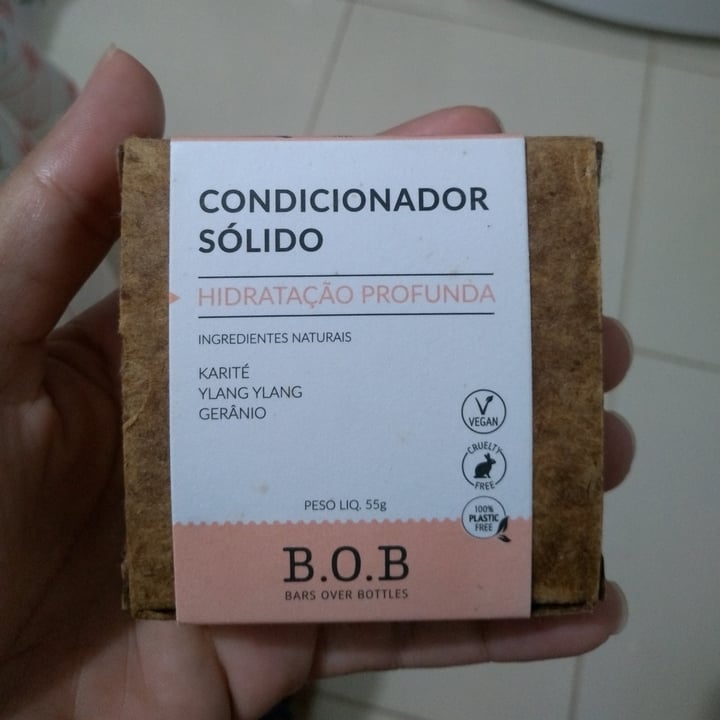 CONDICIONADOR
SÓLIDO
HIDRATAÇÃO PROFUNDA
INGREDIENTES NATURAIS
KARITÉ
YLANG YLANG
GERÂNIO
VEGAN
CRUELTY
FREE
100%
PLASTIC
FREE
PESO LIQ. 55g
B.O.B
BARS OVER BOTTLES